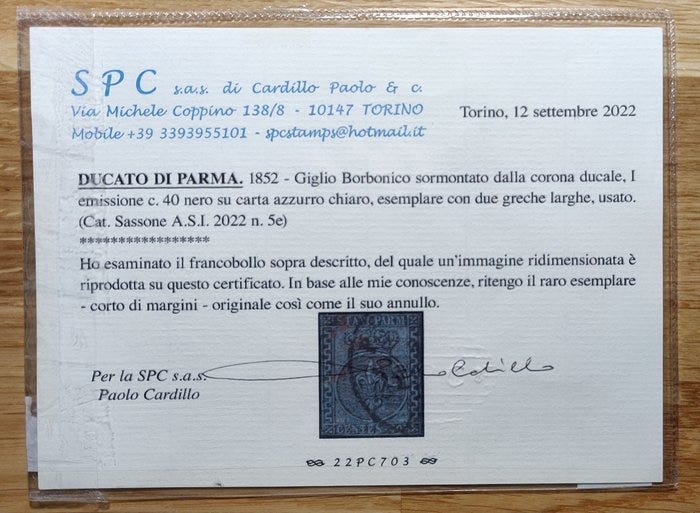 SPC s.a.s. di Cardillo Paolo & c.
Via Michele Coppino 138/8 - 10147 TORINO
Mobile +39 3393955101 - spcstamps@hotmail.it
Torino, 12 settembre 2022
DUCATO DI PARMA. 1852 - Giglio Borbonico sormontato dalla corona ducale, I
emissione c. 40 nero su carta azzurro chiaro, esemplare con due greche larghe, usato.
(Cat. Sassone A.S.I. 2022 n. 5e)
*****************
Ho esaminato il francobollo sopra descritto, del quale un'immagine ridimensionata è
riprodotta su questo certificato. In base alle mie conoscenze, ritengo il raro esemplare
- corto di margini - originale così come il suo annullo.
STATI PARM
Per la SPC s.a.s.
Cardillo
Paolo Cardillo
22PC703